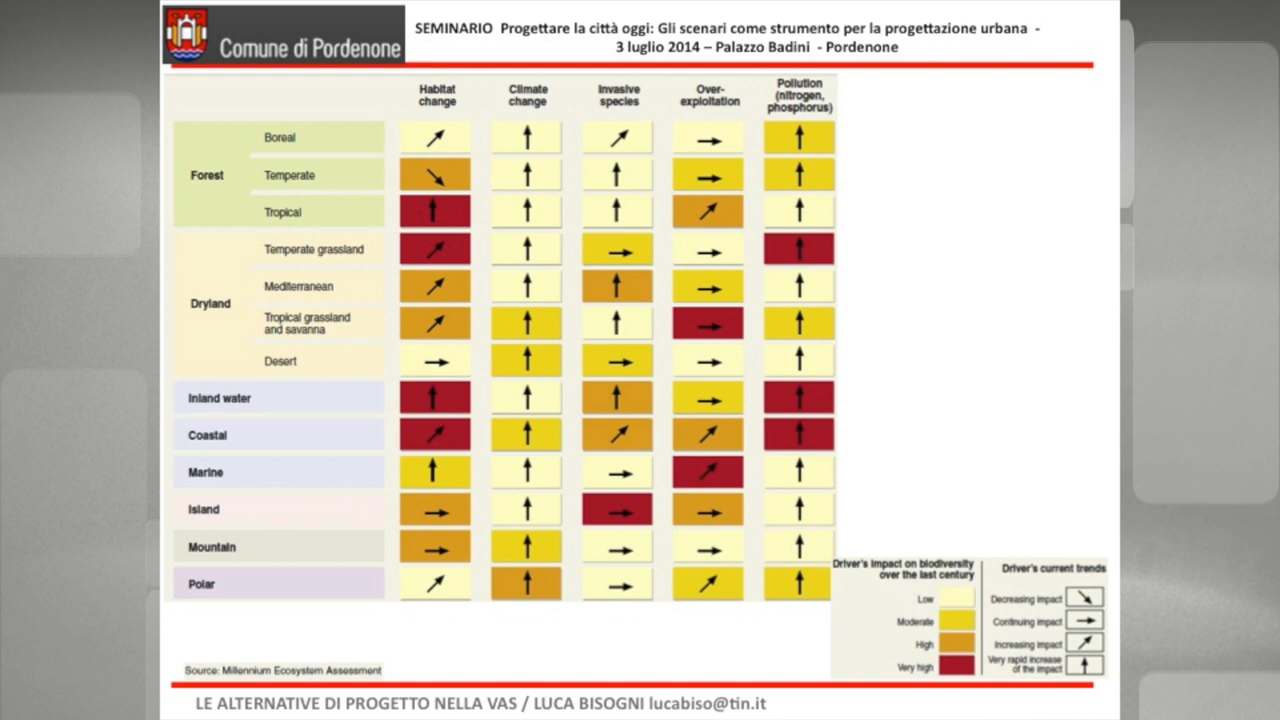 Comune di Pordenone
SEMINARIO Progettare la città oggi: Gli scenari come strumento per la progettazione urbana -
3 luglio 2014 – Palazzo Badini - Pordenone
Habitat
change
Climate
change
Invasive
species
Over-
exploitation
Pollution
(nitrogen,
phosphorus)
Forest
Boreal
Temperate
Tropical
Dryland
Temperate grassland
Mediterranean
Tropical grassland
and savanna
Desert
Inland water
Coastal
Marine
Island
Mountain
Polar
Driver's impact on biodiversity
over the last century
Low
Moderate
High
Very high
Driver's current trends
Decreasing impact
Continuing impact
Increasing impact
Very rapid increase
of the impact
Source: Millennium Ecosystem Assessment
LE ALTERNATIVE DI PROGETTO NELLA VAS / LUCA BISOGNI lucabiso@tin.it